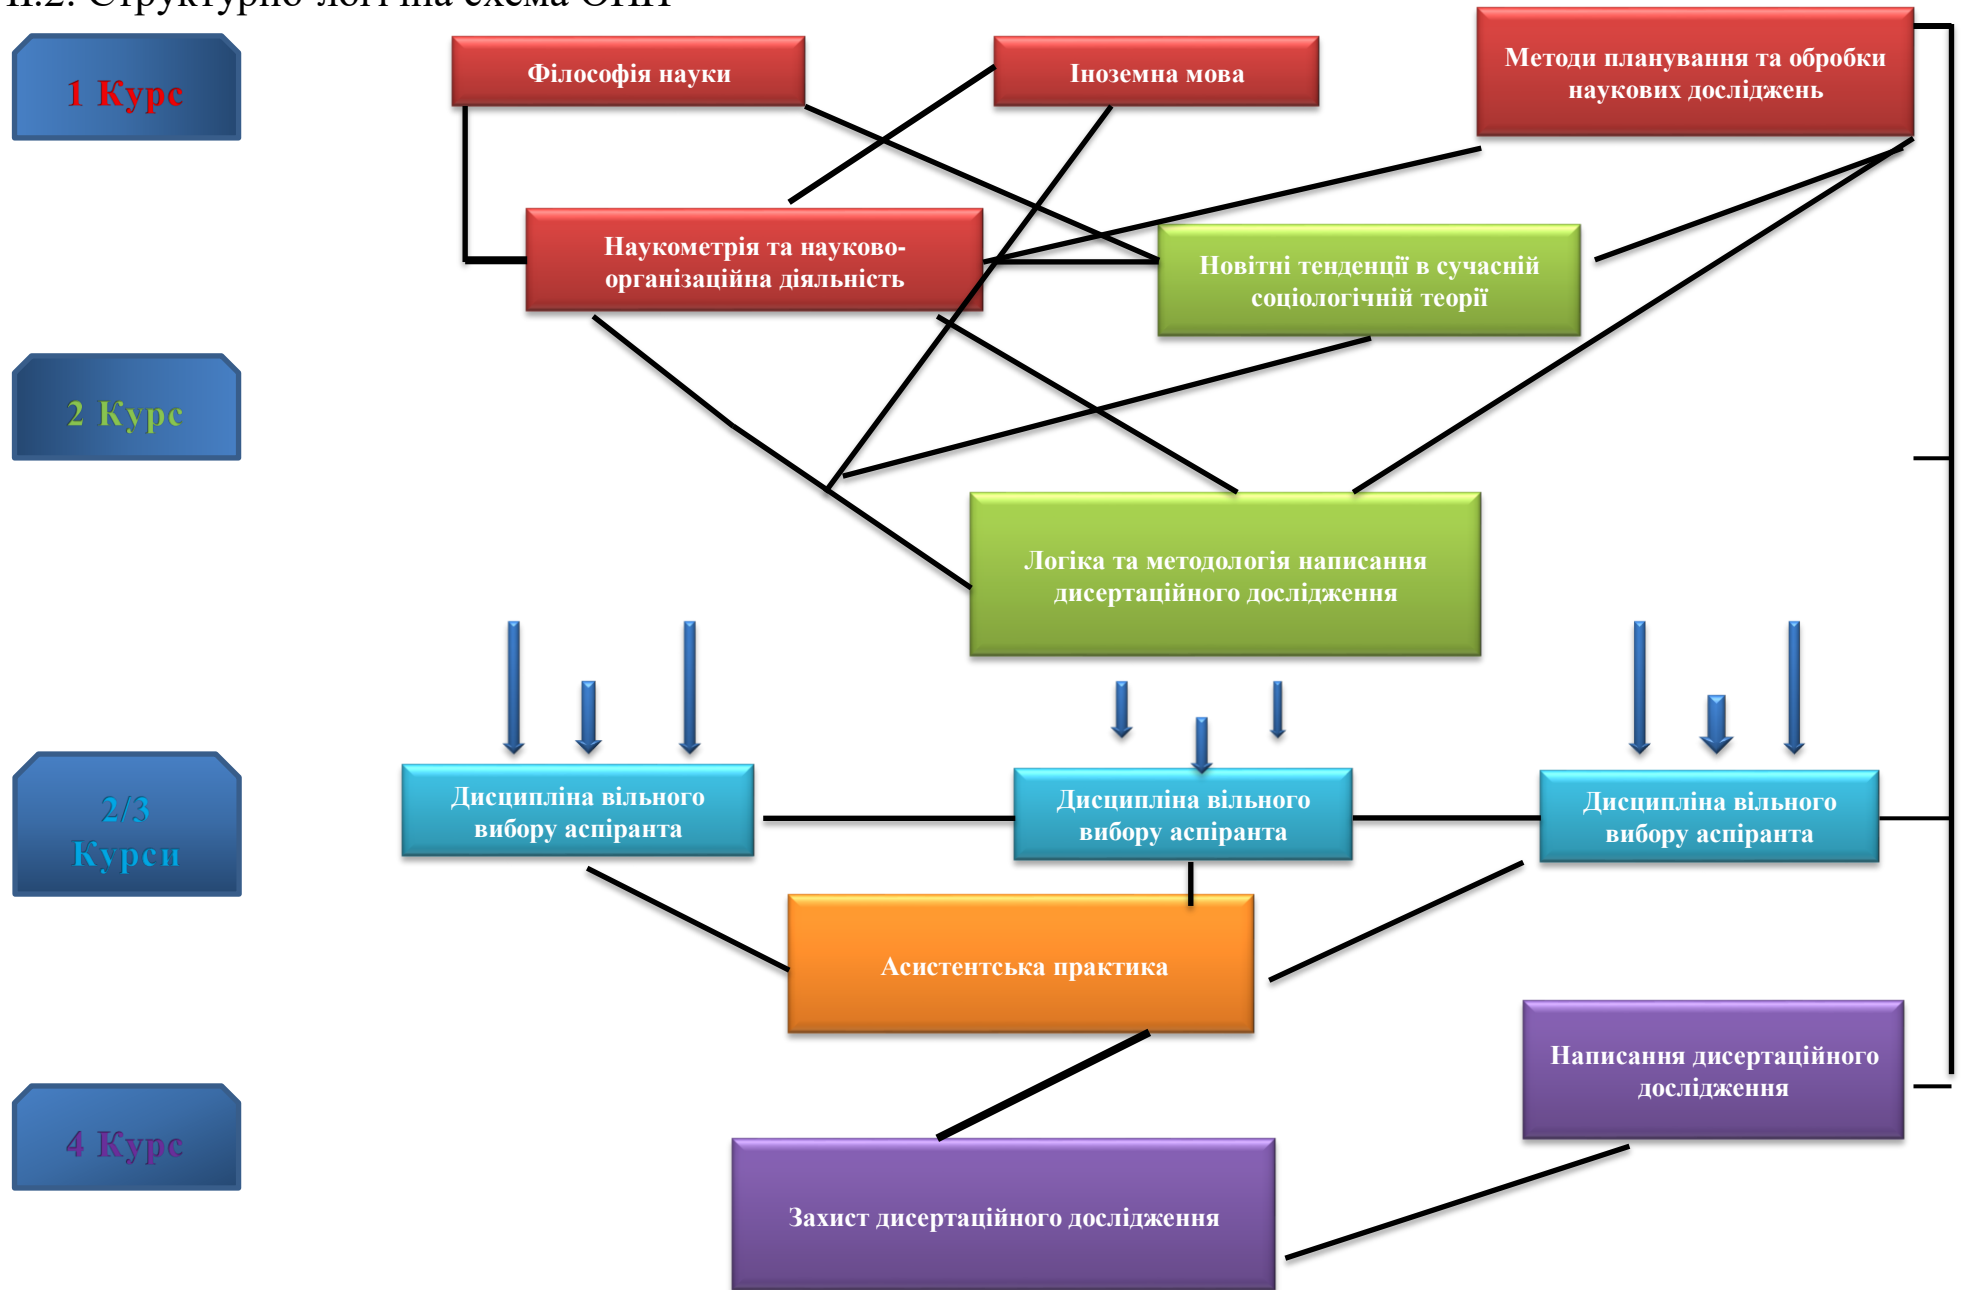 1 Курс
Філософія науки
Іноземна мова
Методи планування та обробки
наукових досліджень
Наукометрія та науково-
організаційна діяльність
Новітні тенденції в сучасній
соціологічній теорії
2 Курс
Логіка та методологія написання
дисертаційного дослідження
2/3
Курси
Дисципліна вільного
вибору аспіранта
Дисципліна вільного
вибору аспіранта
Дисципліна вільного
вибору аспіранта
Асистентська практика
Написання дисертаційного
дослідження
4 Курс
Захист дисертаційного дослідження